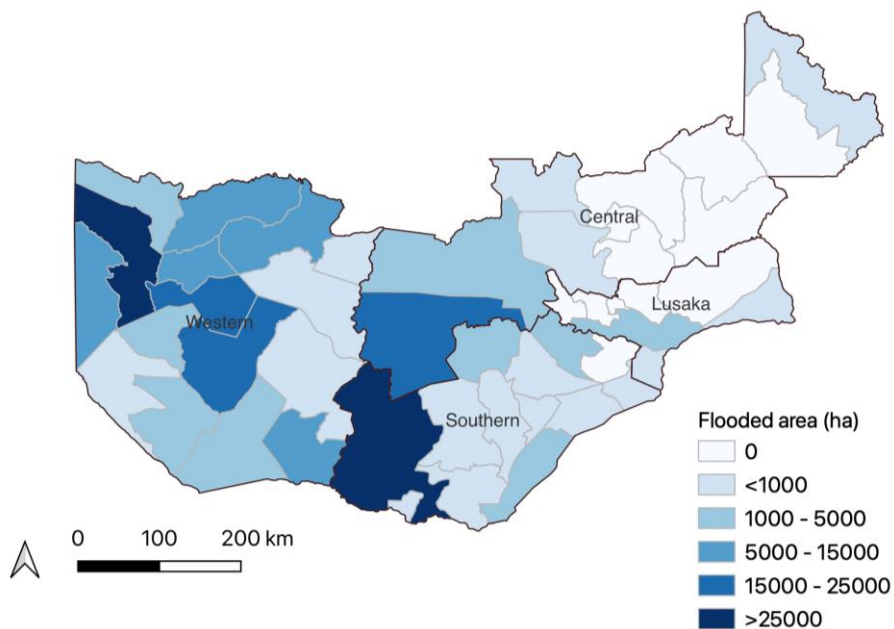 Central
Lusaka
Western
Southern
Flooded area (ha)
0
<1000
1000 - 5000
5000 - 15000
15000 - 25000
>25000
0 100 200 km